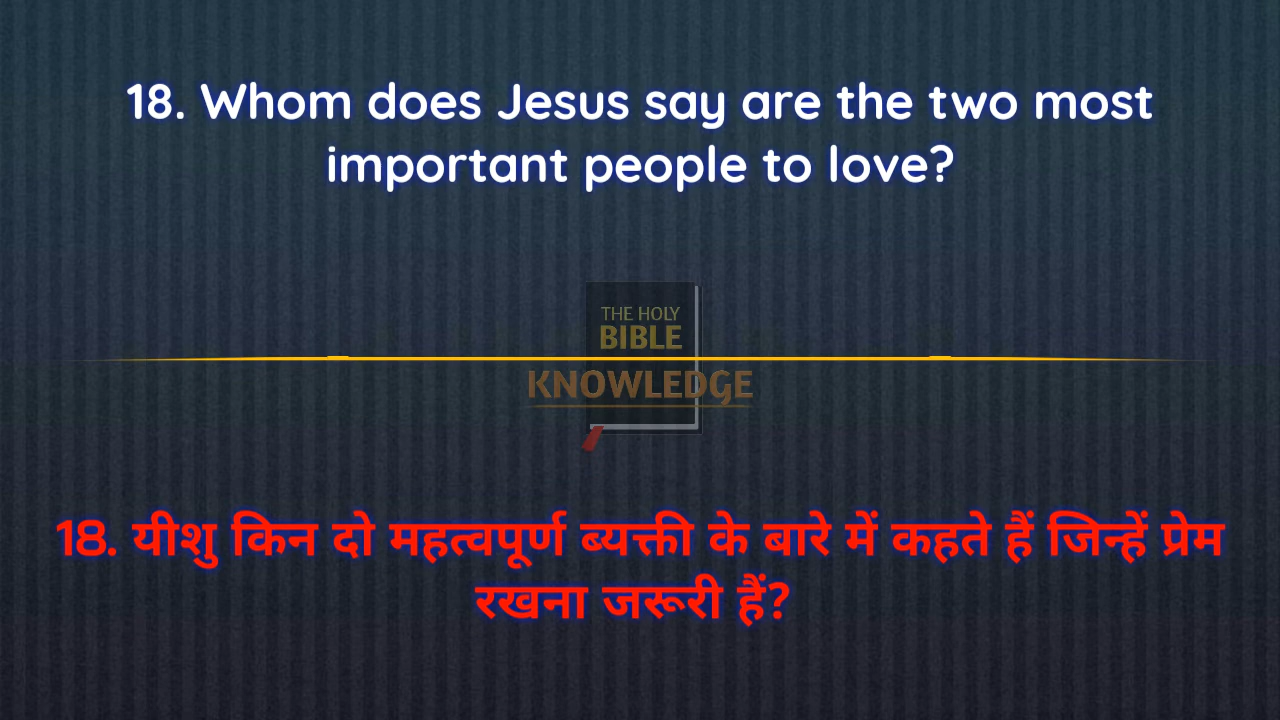 18. Whom does Jesus say are the two most
important people to love?
THE HOLY
BIBLE
KNOWLEDGE
18. यीशु किन दो महत्वपूर्ण ब्यक्ती के बारे में कहते हैं जिन्हें प्रेम
रखना जरूरी हैं?